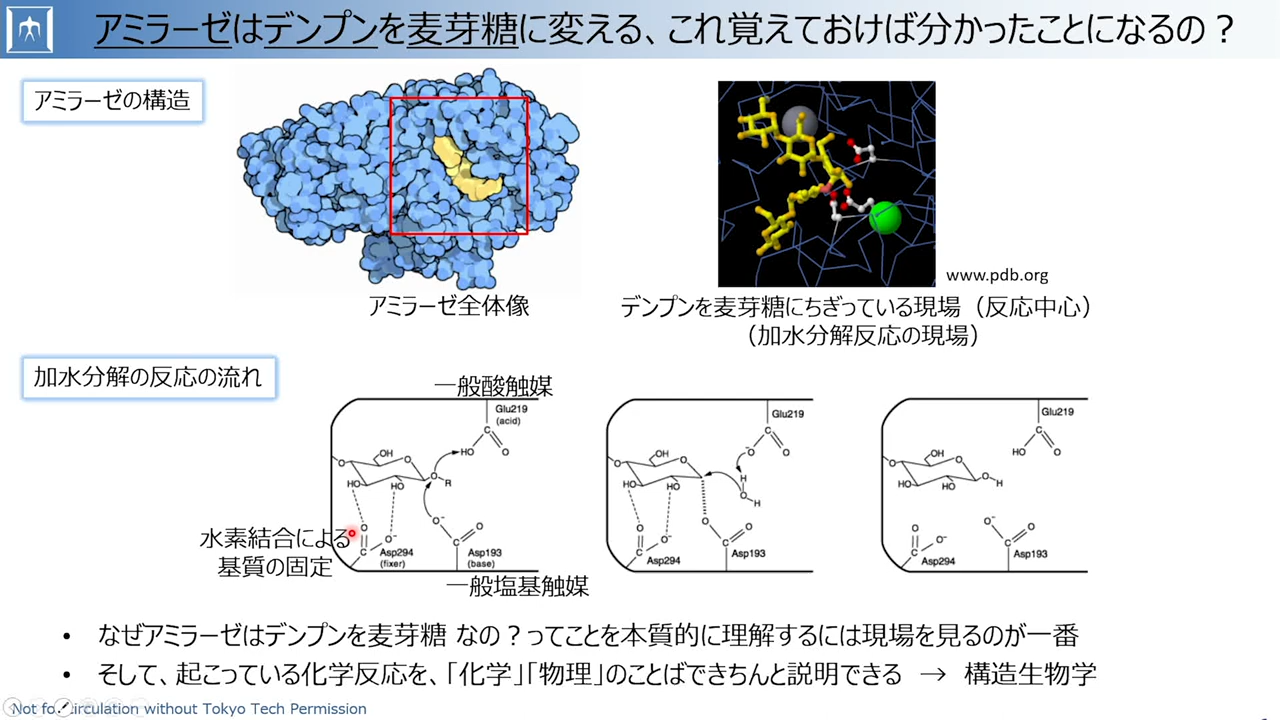 アミラーゼはデンプンを麦芽糖に変える、これ覚えておけば分かったことになるの？
アミラーゼの構造
www.pdb.org
アミラーゼ全体像
デンプンを麦芽糖にちぎっている現場（反応中心）
（加水分解反応の現場）
加水分解の反応の流れ
一般酸触媒
Glu219
(acid)
HO
O
OH
O
O
O
R
HO
HO
O
O-
O-
O
C
C
Asp294
(fixer)
Asp193
(base)
水素結合による
基質の固定
一般塩基触媒
Glu219
C
O-
O
OH
O
O
H
O
H
HO
HO
O
O-
O
O
C
C
Asp294
Asp193
Glu219
C
HO
O
OH
O
O
O
H
HO
HO
O
O-
O-
O
C
C
Asp294
Asp193
• なぜアミラーゼはデンプンを麦芽糖 なの？ってことを本質的に理解するには現場を見るのが一番
• そして、起こっている化学反応を、「化学」「物理」のことばできちんと説明できる → 構造生物学
Not for circulation without Tokyo Tech Permission